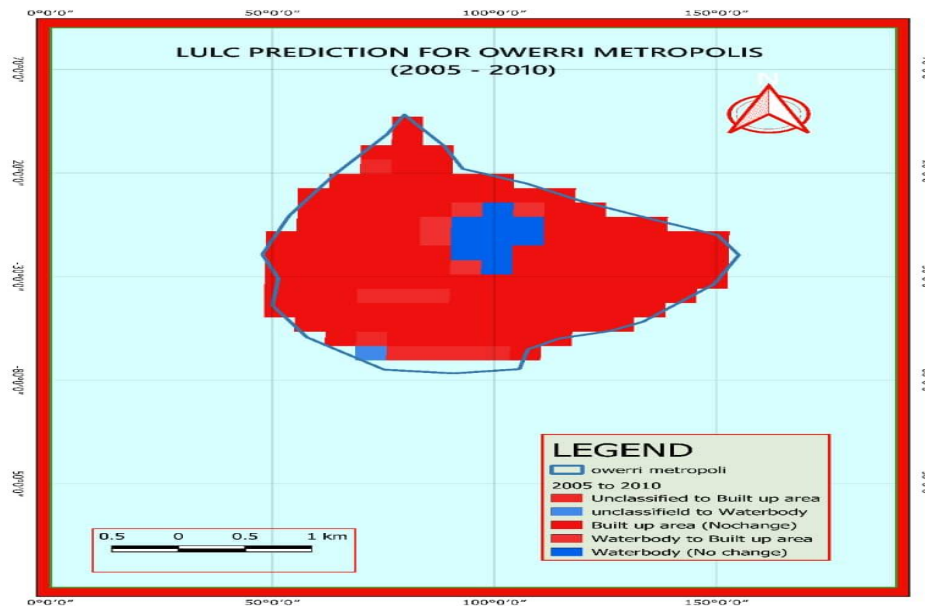 0°0'0"
50°0'0"
100°0'0"
150°0'0"
LULC PREDICTION FOR OWERRI METROPOLIS
(2005 - 2010)
N
LEGEND
owerri metropoli
2005 to 2010
Unclassified to Built up area
unclassifield to Waterbody
Built up area (Nochange)
Waterbody to Built up area
Waterbody (No change)
0.5 0 0.5 1 km
0°0'0"
50°0'0"
100°0'0"
150°0'0"